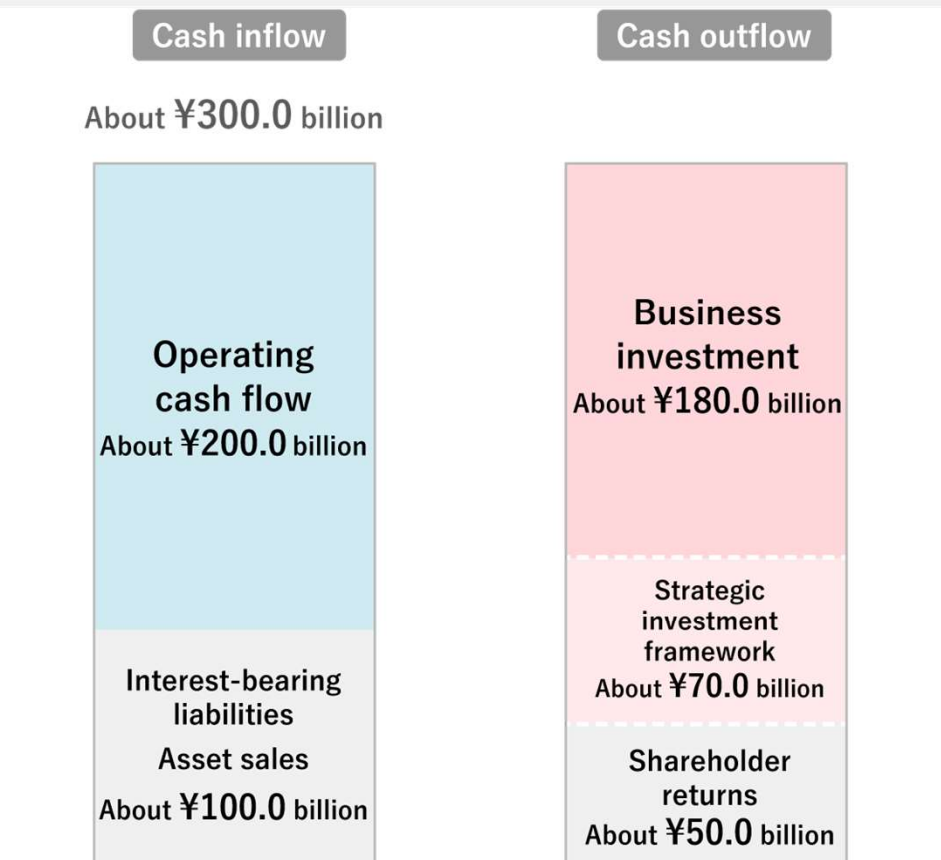 Cash inflow
About ¥300.0 billion
Operating
cash flow
About ¥200.0 billion
Interest-bearing
liabilities
Asset sales
About ¥100.0 billion
Cash outflow
Business
investment
About ¥180.0 billion
Strategic
investment
framework
About ¥70.0 billion
Shareholder
returns
About ¥50.0 billion